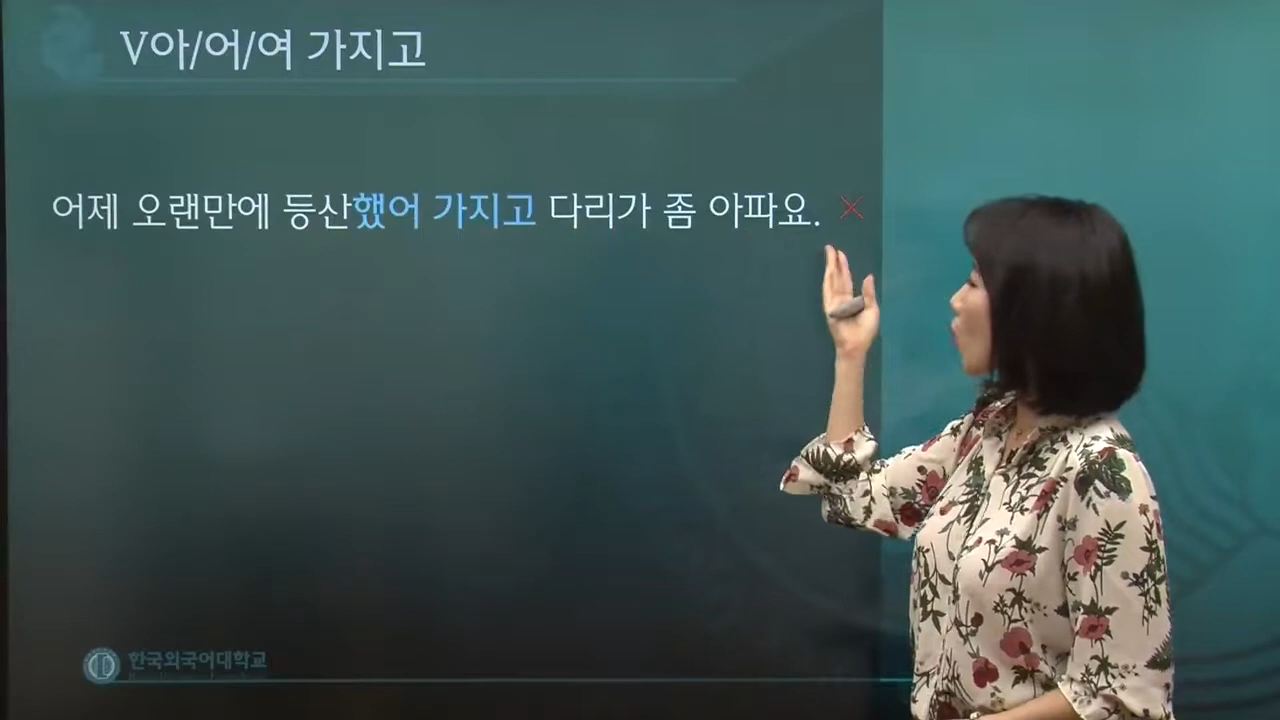 V아/어/여 가지고
어제 오랜만에 등산했어 가지고 다리가 좀 아파요. ×
한국외국어대학교